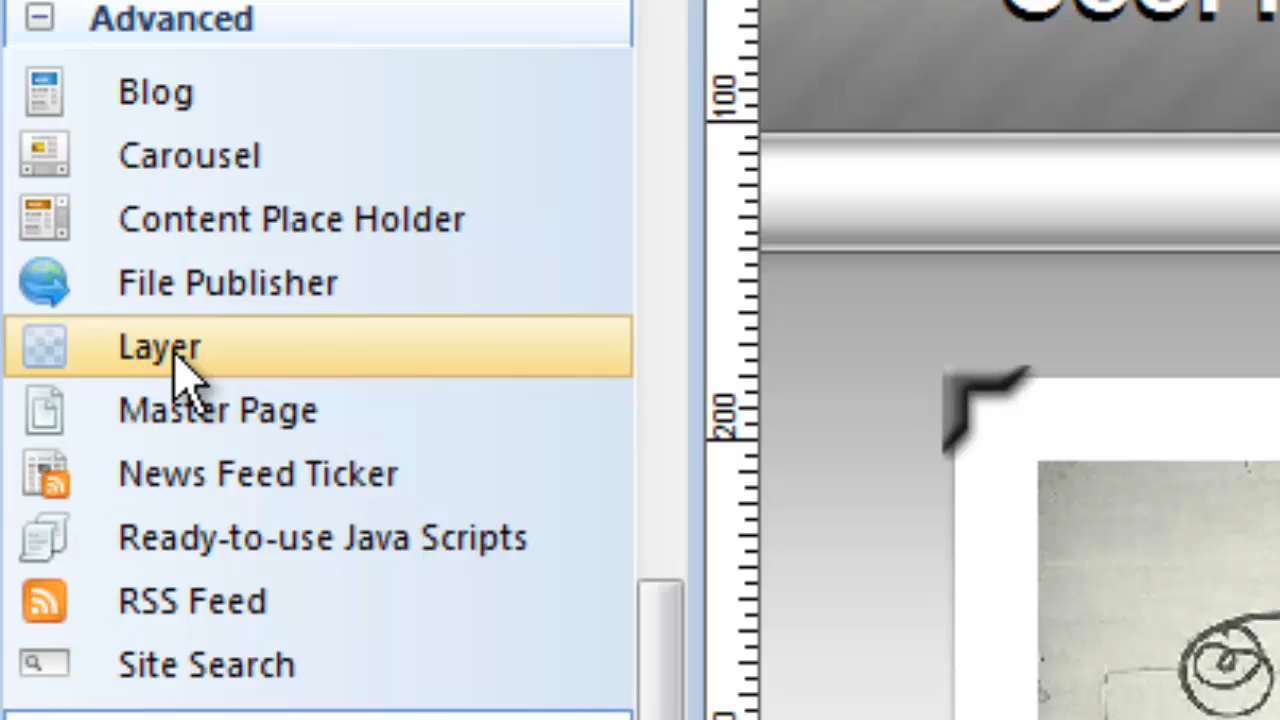 Advanced
Blog
Carousel
Content Place Holder
File Publisher
Layer
Master Page
News Feed Ticker
Ready-to-use Java Scripts
RSS Feed
Site Search
100
200